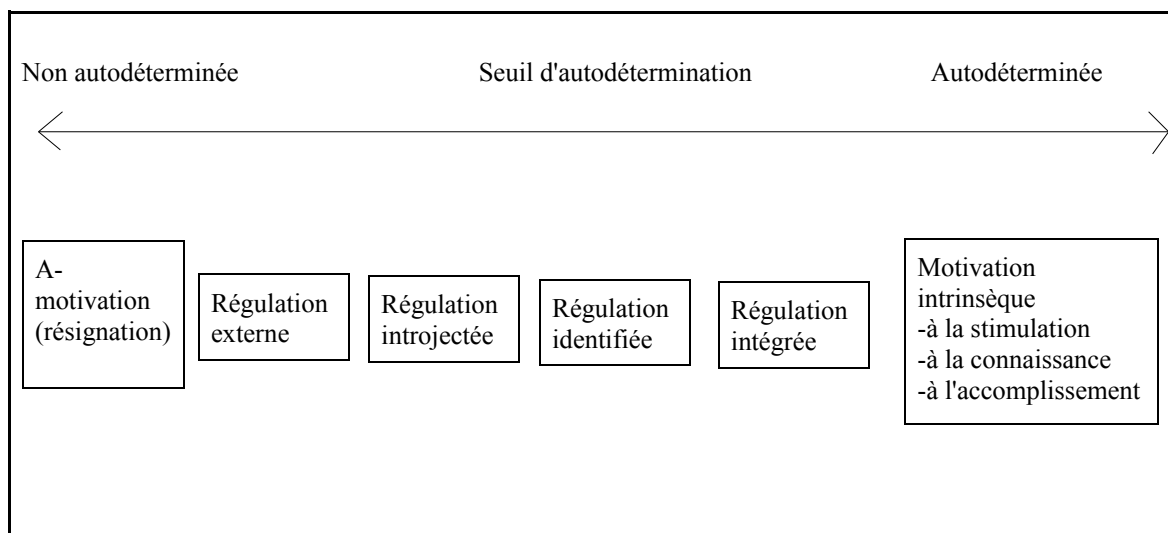 Non autodéterminée
Seuil d'autodétermination
Autodéterminée
A-
motivation
(résignation)
Régulation
externe
Régulation
introjectée
Régulation
identifiée
Régulation
intégrée
Motivation
intrinsèque
-à la stimulation
-à la connaissance
-à l'accomplissement